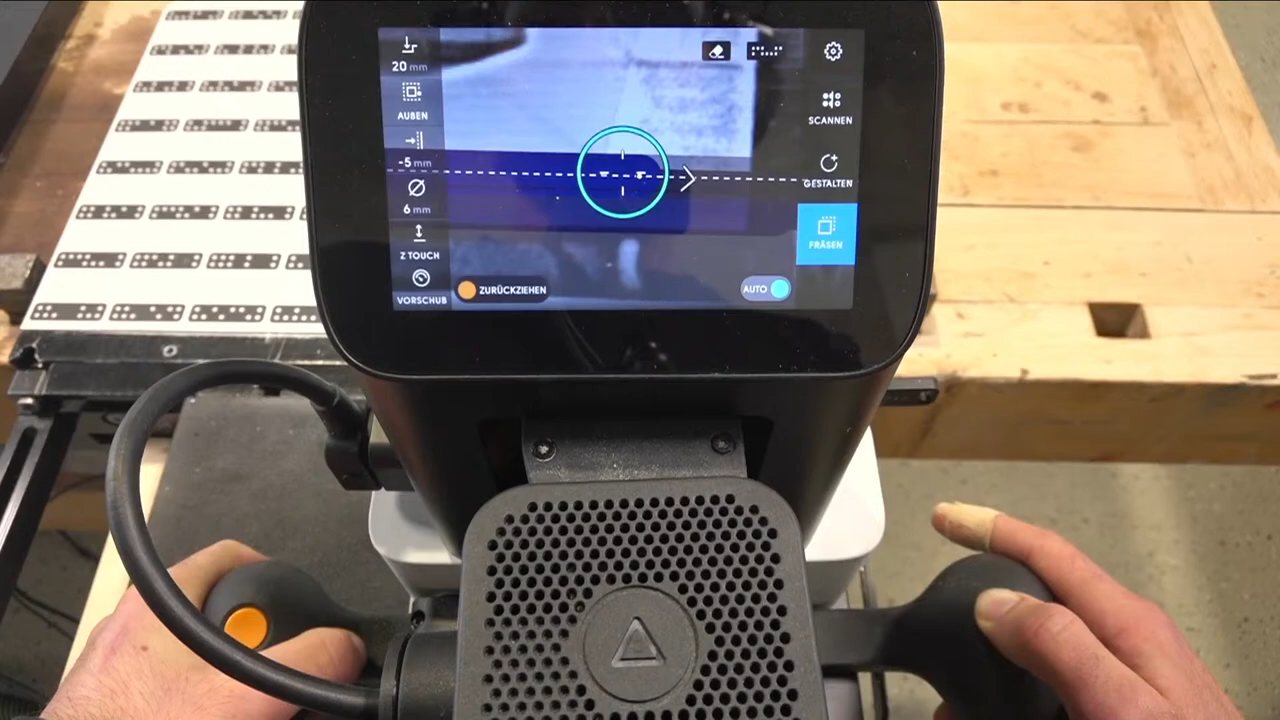 20 mm
AUßEN
-5 mm
6 mm
Z TOUCH
VORSCHUB
ZURÜCKZIEHEN
AUTO
SCANNEN
GESTALTEN
FRÄSEN